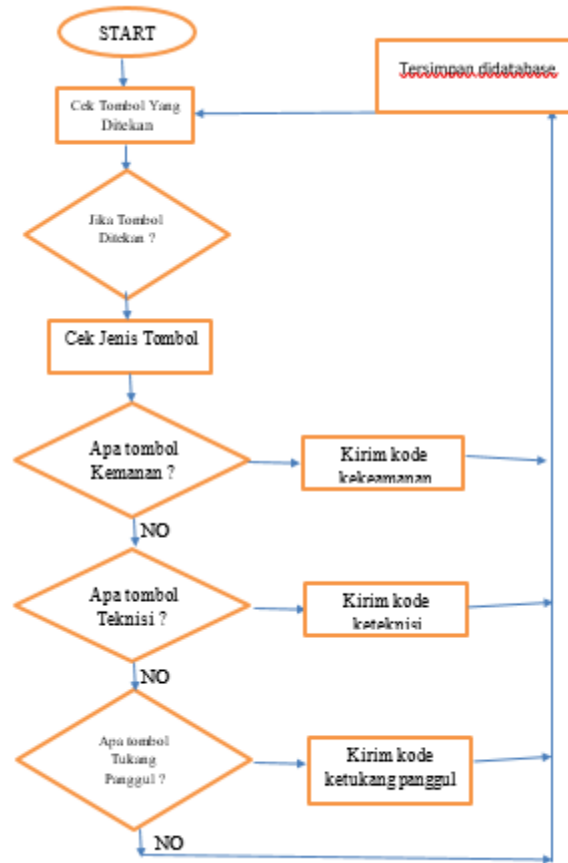 START
Tersimpan didatabase
Cek Tombol Yang
Ditekan
Jika Tombol
Ditekan ?
Cek Jenis Tombol
Apa tombol
Kemanan ?
Kirim kode
kekeamanan
NO
Apa tombol
Teknisi ?
Kirim kode
keteknisi
NO
Apa tombol
Tukang
Panggul ?
Kirim kode
ketukang panggul
NO